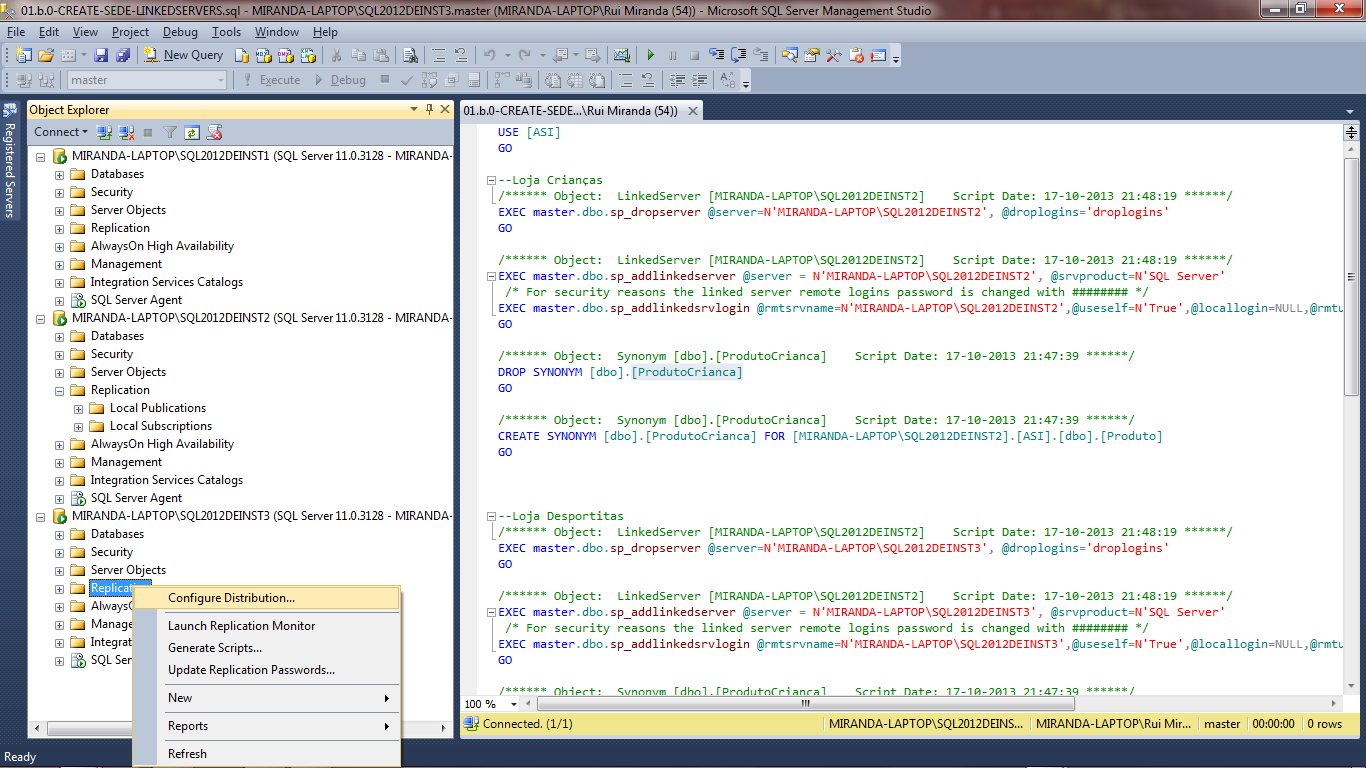 01.b.0-CREATE-SEDE-LINKEDSERVERS.sql - MIRANDA-LAPTOP\SQL2012DEINST3.master (MIRANDA-LAPTOP\Rui Miranda (54)) - Microsoft SQL Server Management Studio
File Edit View Project Debug Tools Window Help
New Query
master Execute Debug
Registered Servers
Object Explorer
Connect
MIRANDA-LAPTOP\SQL2012DEINST1 (SQL Server 11.0.3128 - MIRANDA-
Databases
Security
Server Objects
Replication
AlwaysOn High Availability
Management
Integration Services Catalogs
SQL Server Agent
MIRANDA-LAPTOP\SQL2012DEINST2 (SQL Server 11.0.3128 - MIRANDA-
Databases
Security
Server Objects
Replication
Local Publications
Local Subscriptions
AlwaysOn High Availability
Management
Integration Services Catalogs
SQL Server Agent
MIRANDA-LAPTOP\SQL2012DEINST3 (SQL Server 11.0.3128 - MIRANDA-
Databases
Security
Server Objects
Replicati
Always
Manage
Integrat
SQL Ser
Configure Distribution...
Launch Replication Monitor
Generate Scripts...
Update Replication Passwords...
New
Reports
Refresh
01.b.0-CREATE-SEDE...\Rui Miranda (54))
USE [ASI]
GO
--Loja Crianças
/****** Object:  LinkedServer [MIRANDA-LAPTOP\SQL2012DEINST2]    Script Date: 17-10-2013 21:48:19 ******/
EXEC master.dbo.sp_dropserver @server=N'MIRANDA-LAPTOP\SQL2012DEINST2', @droplogins='droplogins'
GO
/****** Object:  LinkedServer [MIRANDA-LAPTOP\SQL2012DEINST2]    Script Date: 17-10-2013 21:48:19 ******/
EXEC master.dbo.sp_addlinkedserver @server = N'MIRANDA-LAPTOP\SQL2012DEINST2', @srvproduct=N'SQL Server'
/* For security reasons the linked server remote logins password is changed with ######## */
EXEC master.dbo.sp_addlinkedsrvlogin @rmtsrvname=N'MIRANDA-LAPTOP\SQL2012DEINST2',@useself=N'True',@locallogin=NULL,@rmtu
GO
/****** Object:  Synonym [dbo].[ProdutoCrianca]    Script Date: 17-10-2013 21:47:39 ******/
DROP SYNONYM [dbo].[ProdutoCrianca]
GO
/****** Object:  Synonym [dbo].[ProdutoCrianca]    Script Date: 17-10-2013 21:47:39 ******/
CREATE SYNONYM [dbo].[ProdutoCrianca] FOR [MIRANDA-LAPTOP\SQL2012DEINST2].[ASI].[dbo].[Produto]
GO
--Loja Desportitas
/****** Object:  LinkedServer [MIRANDA-LAPTOP\SQL2012DEINST2]    Script Date: 17-10-2013 21:48:19 ******/
EXEC master.dbo.sp_dropserver @server=N'MIRANDA-LAPTOP\SQL2012DEINST3', @droplogins='droplogins'
GO
/****** Object:  LinkedServer [MIRANDA-LAPTOP\SQL2012DEINST2]    Script Date: 17-10-2013 21:48:19 ******/
EXEC master.dbo.sp_addlinkedserver @server = N'MIRANDA-LAPTOP\SQL2012DEINST3', @srvproduct=N'SQL Server'
/* For security reasons the linked server remote logins password is changed with ######## */
EXEC master.dbo.sp_addlinkedsrvlogin @rmtsrvname=N'MIRANDA-LAPTOP\SQL2012DEINST3',@useself=N'True',@locallogin=NULL,@rmtu
GO
/****** Object:  Synonym [dbo].[ProdutoCrianca]    Script Date: 17-10-2013 21:47:39 ******/
100 %
Connected. (1/1) MIRANDA-LAPTOP\SQL2012DEINS... MIRANDA-LAPTOP\Rui Mir... master 00:00:00 0 rows
Ready